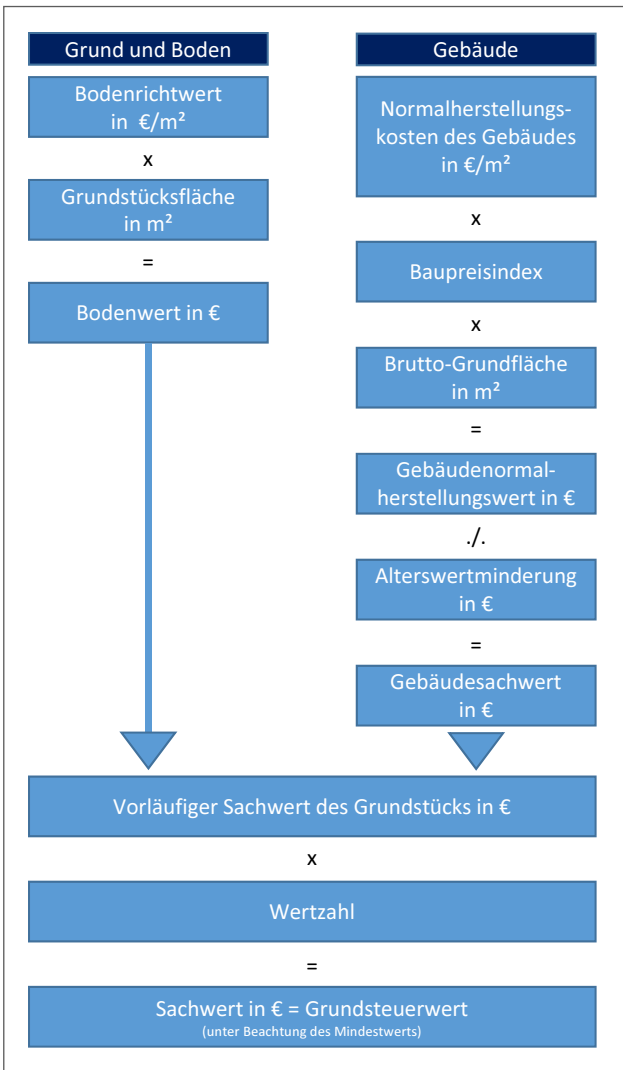 Grund und Boden
Bodenrichtwert
in €/m²
x
Grundstücksfläche
in m²
=
Bodenwert in €
Gebäude
Normalherstellungs-
kosten des Gebäudes
in €/m²
x
Baupreisindex
x
Brutto-Grundfläche
in m²
=
Gebäudenormal-
herstellungswert in €
./.
Alterswertminderung
in €
=
Gebäudesachwert
in €
Vorläufiger Sachwert des Grundstücks in €
x
Wertzahl
=
Sachwert in € = Grundsteuerwert
(unter Beachtung des Mindestwerts)